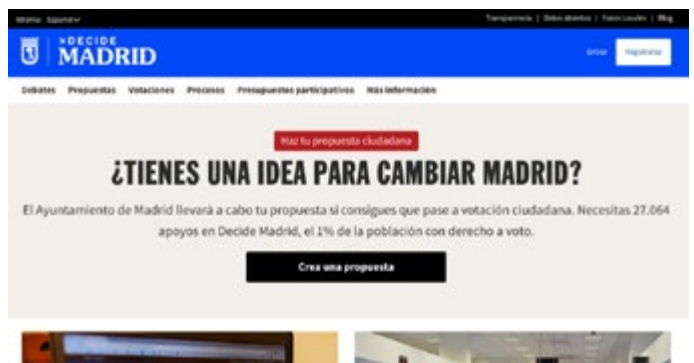 Idioma: Español
Transparencia | Datos abiertos | Foros Locales | Blog
DECIDE
MADRID
Entrar
Registrarse
Debates Propuestas Votaciones Procesos Presupuestos participativos Más información
Haz tu propuesta ciudadana
¿TIENES UNA IDEA PARA CAMBIAR MADRID?
El Ayuntamiento de Madrid llevará a cabo tu propuesta si consigues que pase a votación ciudadana. Necesitas 27.064
apoyos en Decide Madrid, el 1% de la población con derecho a voto.
Crea una propuesta